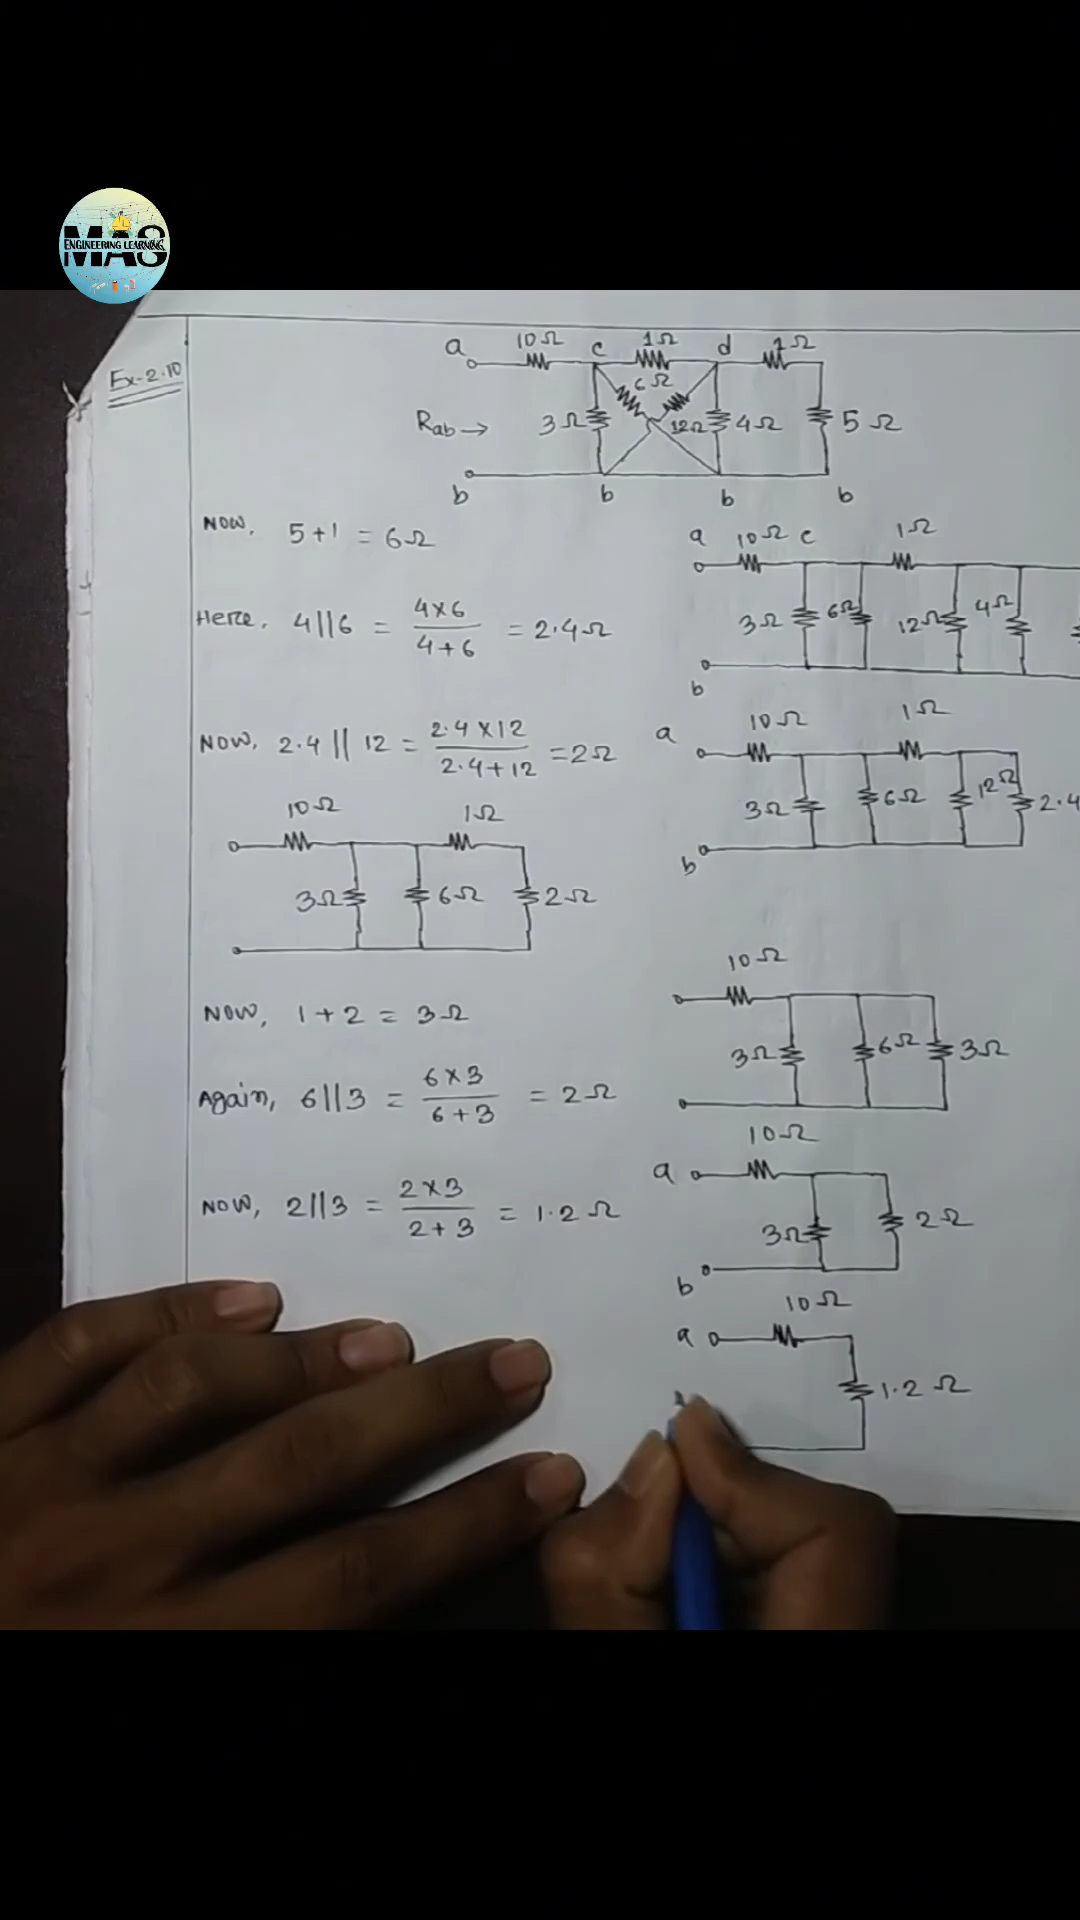 MAS
ENGINEERING LEARNING
Ex-2.10
a 10Ω c 1Ω d 1Ω
6Ω
Rab→ 3Ω 12Ω 4Ω 5Ω
b b b b
Now, 5+1 = 6Ω
a 10Ω c 1Ω
3Ω 6Ω 12Ω 4Ω
b
Here, 4||6 = 4×6 / 4+6 = 2.4Ω
Now, 2.4 || 12 = 2.4×12 / 2.4+12 = 2Ω
a 10Ω 1Ω
3Ω 6Ω 12Ω 2.4
b
10Ω 1Ω
3Ω 6Ω 2Ω
Now, 1+2 = 3Ω
10Ω
3Ω 6Ω 3Ω
Again, 6||3 = 6×3 / 6+3 = 2Ω
10Ω
a
3Ω 2Ω
b
Now, 2||3 = 2×3 / 2+3 = 1.2Ω
10Ω
a
1.2Ω